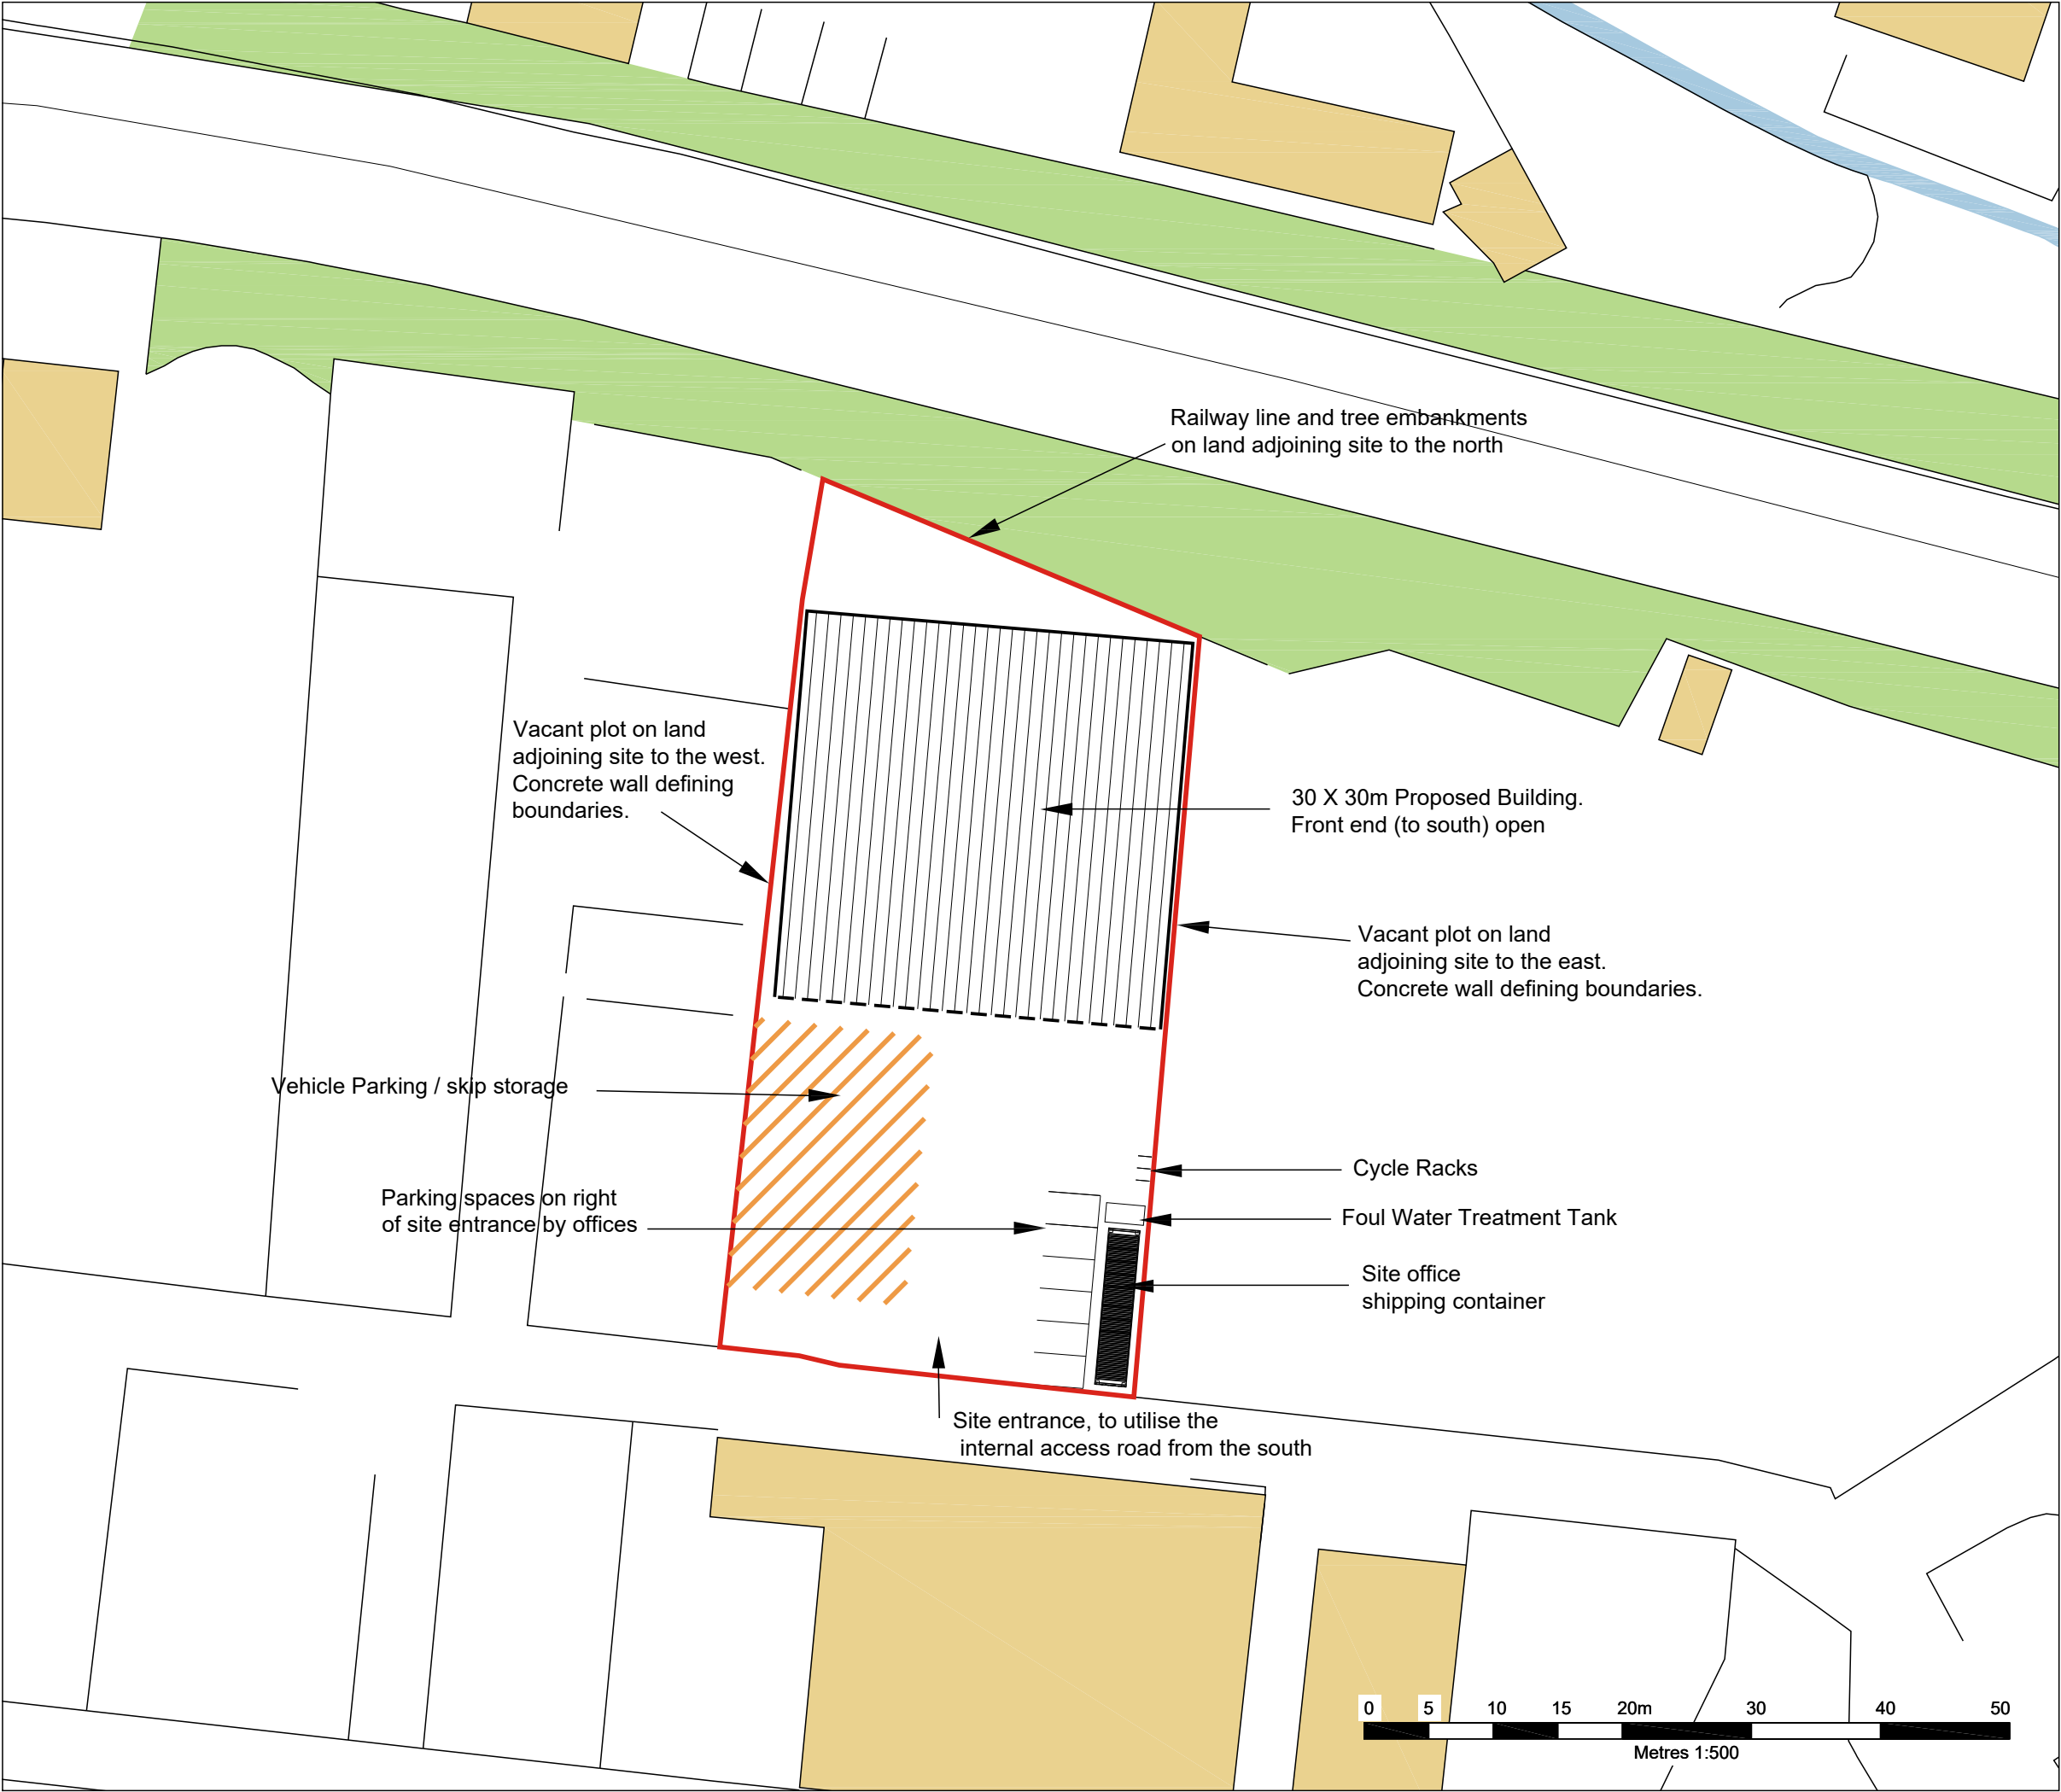 Railway line and tree embankments
on land adjoining site to the north
Vacant plot on land
adjoining site to the west.
Concrete wall defining
boundaries.
30 X 30m Proposed Building.
Front end (to south) open
Vacant plot on land
adjoining site to the east.
Concrete wall defining boundaries.
Vehicle Parking / skip storage
Cycle Racks
Parking spaces on right
of site entrance by offices
Foul Water Treatment Tank
Site office
shipping container
Site entrance, to utilise the
internal access road from the south
0 5 10 15 20m 30 40 50
Metres 1:500